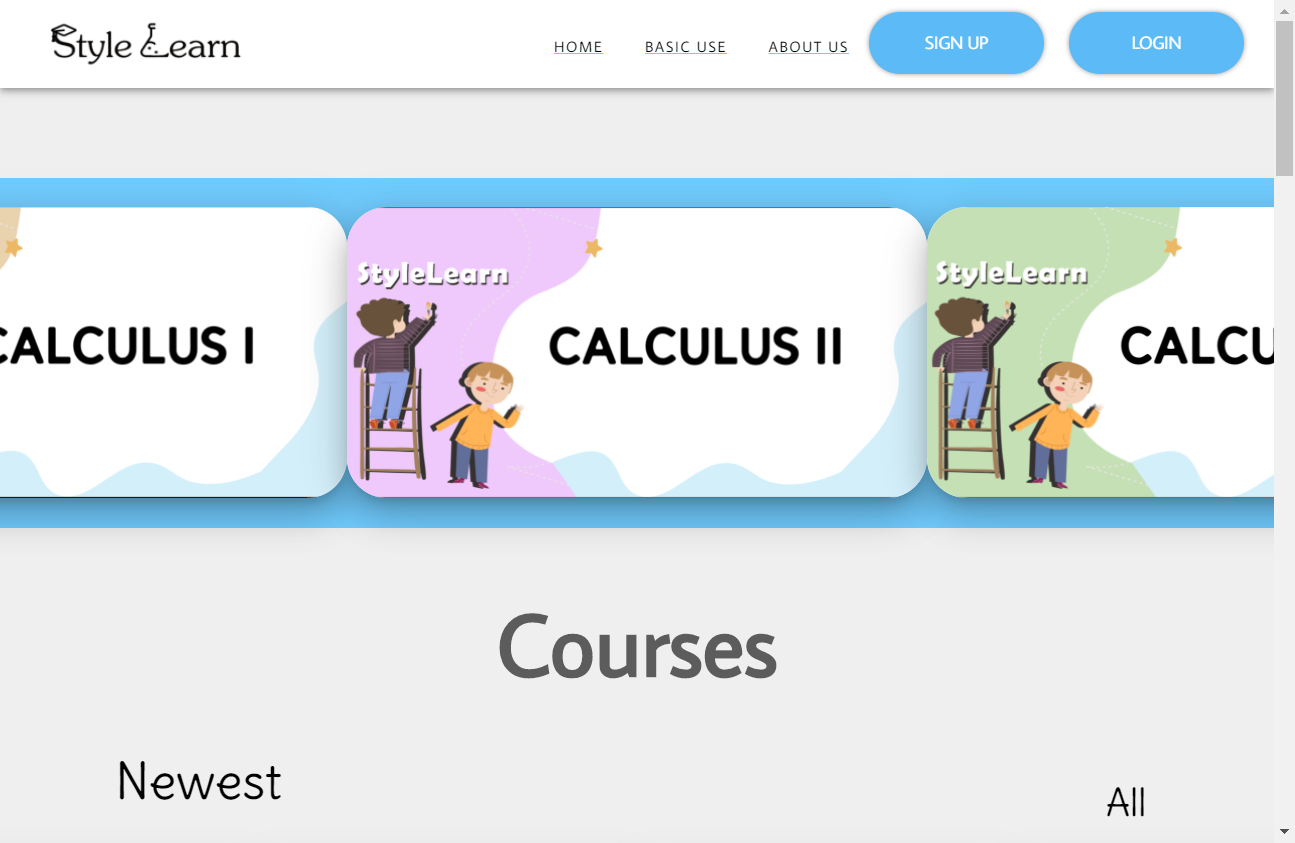 Style Learn
HOME
BASIC USE
ABOUT US
SIGN UP
LOGIN
CALCULUS I
StyleLearn
CALCULUS II
StyleLearn
CALCU
Courses
Newest
All